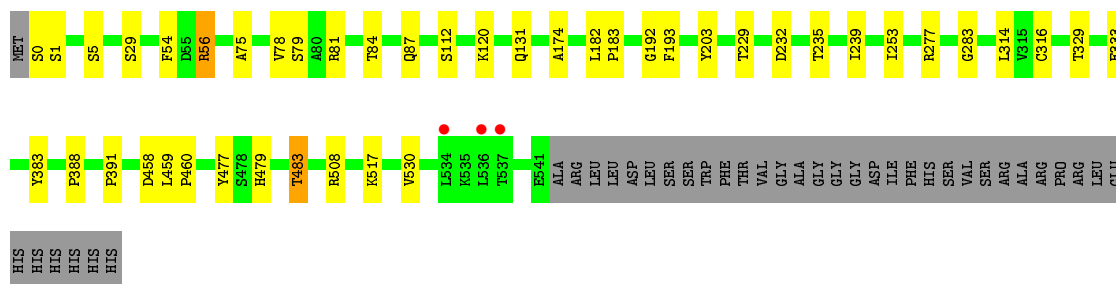 MET S0 S1 S5 S29 F54 D55 R56 A75 V78 S79 A80 R81 T84 Q87 S112 K120 Q131 A174 L182 P183 G192 F193 Y203 T229 D232 T235 I239 I253 R277 G283 L314 V315 C316 T329
Y383 P388 P391 D458 L459 P460 Y477 S478 H479 T483 R508 K517 V530 L534 K535 L536 T537 E541 ALA ARG LEU LEU ASP LEU SER SER TRP PHE THR VAL GLY ALA GLY GLY GLY ASP ILE PHE HIS SER VAL SER ARG ALA ARG PRO ARG LEU GLU
HIS HIS HIS HIS HIS HIS